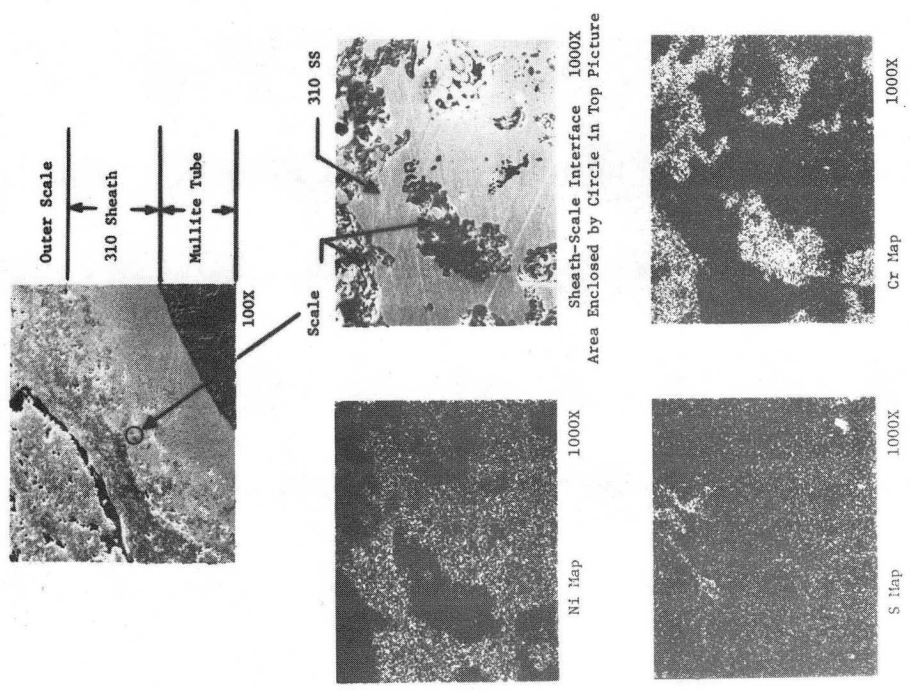 Outer Scale
310 Sheath
Mullite Tube
100X
Scale
310 SS
Sheath-Scale Interface 1000X
Area Enclosed by Circle in Top Picture
Ni Map 1000X
Cr Map 1000X
S Map 1000X